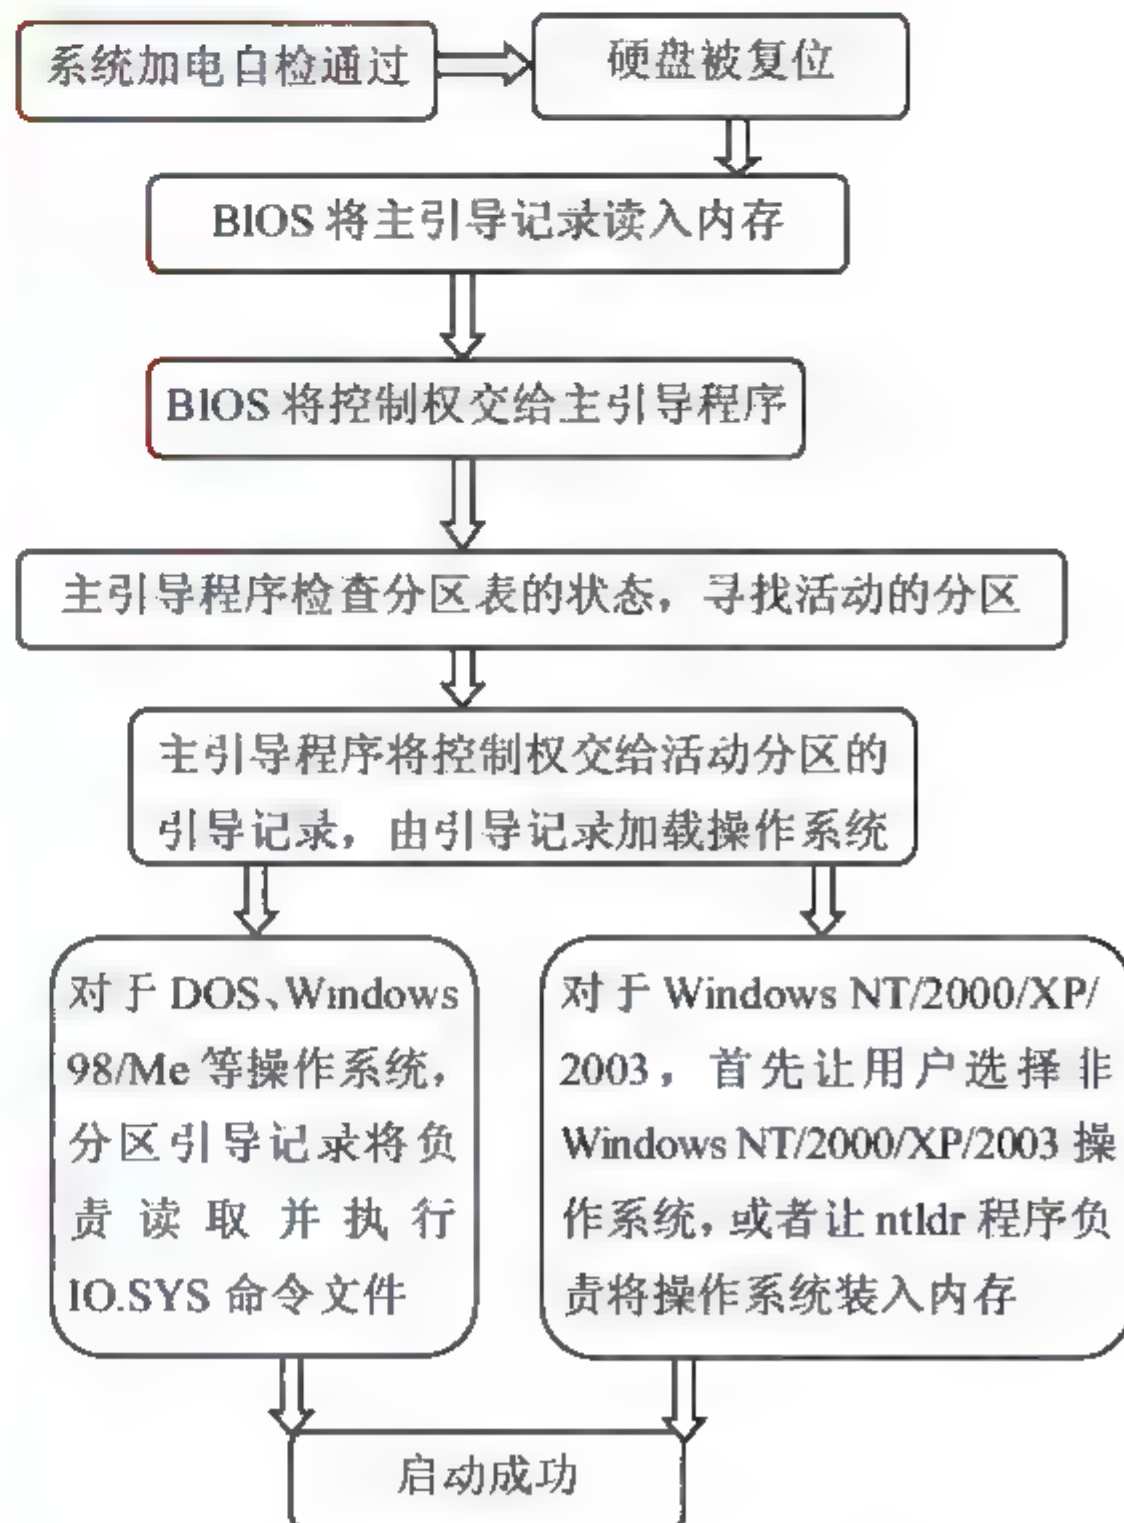 系统加电自检通过
硬盘被复位
BIOS 将主引导记录读入内存
BIOS 将控制权交给主引导程序
主引导程序检查分区表的状态，寻找活动的分区
主引导程序将控制权交给活动分区的
引导记录，由引导记录加载操作系统
对于 DOS、Windows
98/Me 等操作系统，
分区引导记录将负
责读取并执行
IO.SYS 命令文件
对于 Windows NT/2000/XP/
2003，首先让用户选择非
Windows NT/2000/XP/2003 操
作系统，或者让 ntldr 程序负
责将操作系统装入内存
启动成功